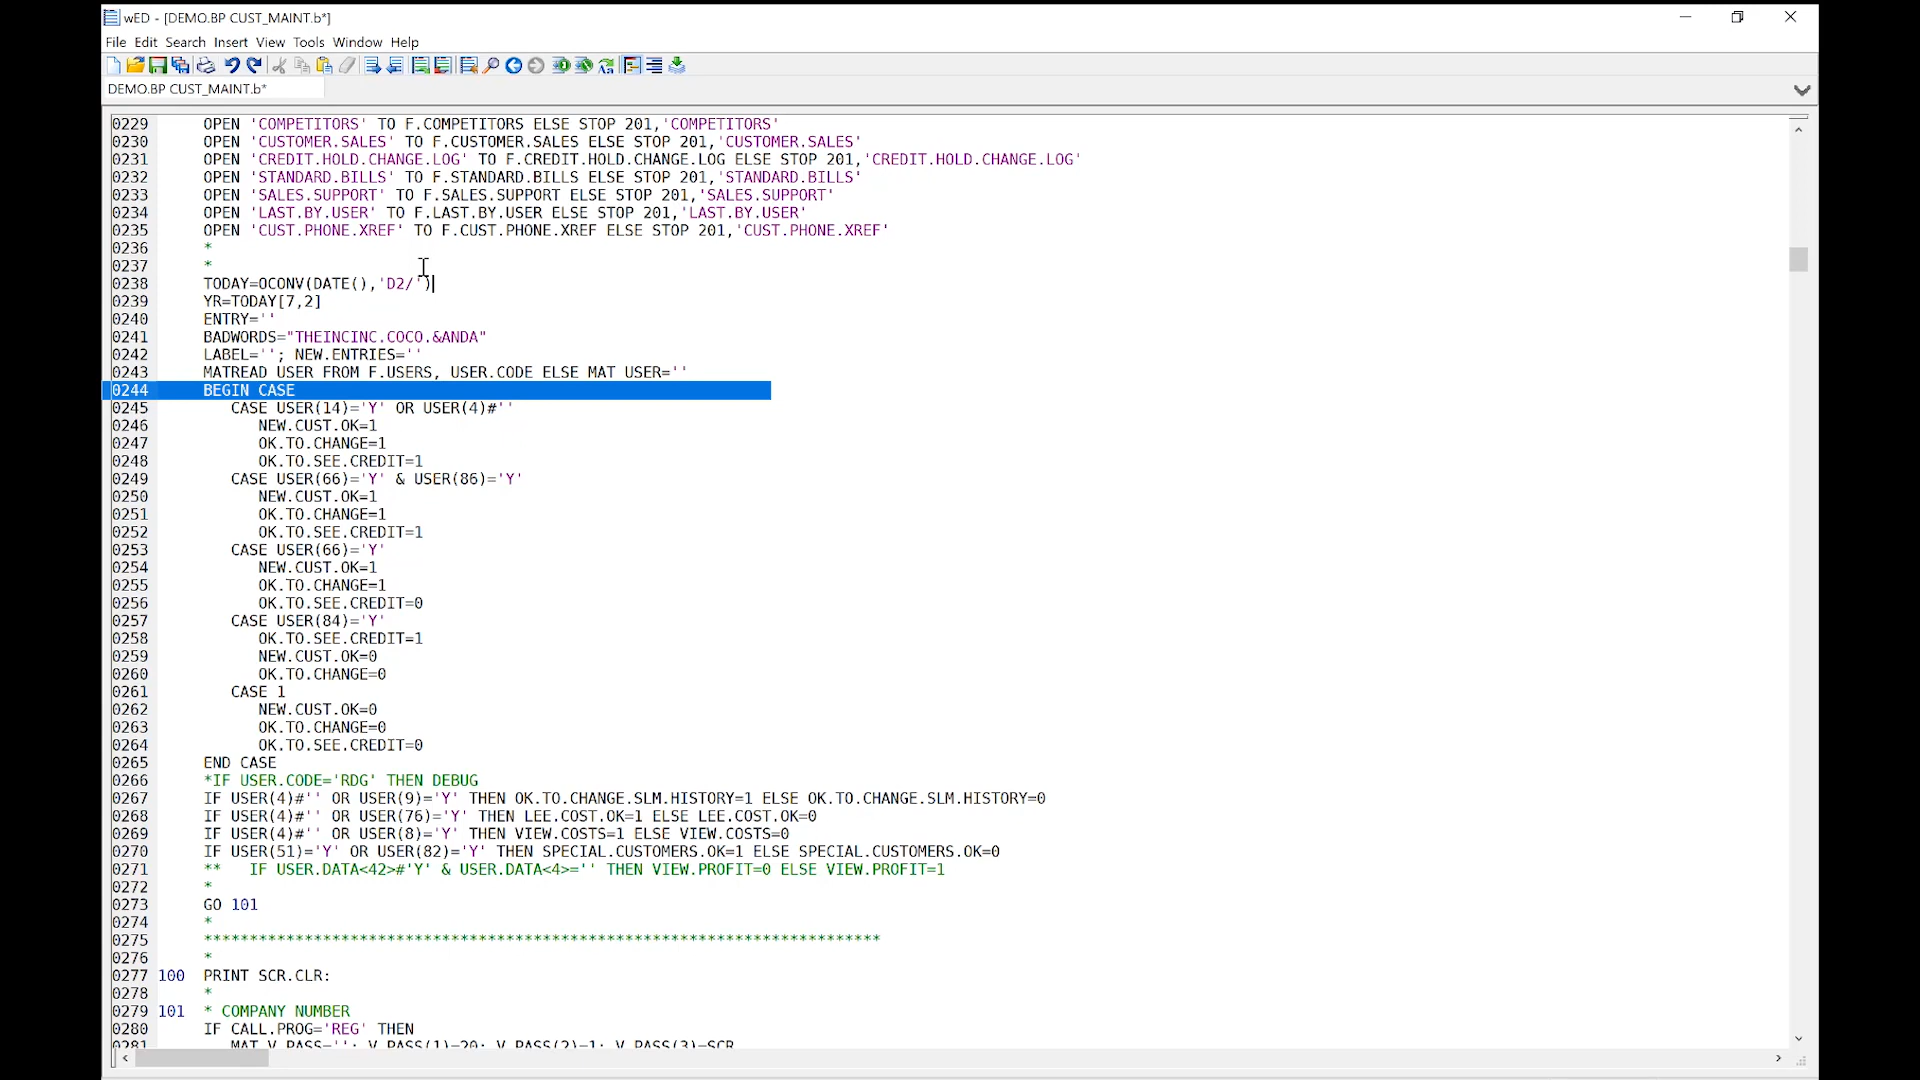 wED - [DEMO.BP CUST_MAINT.b*]
File Edit Search Insert View Tools Window Help
DEMO.BP CUST_MAINT.b*
0229 OPEN 'COMPETITORS' TO F.COMPETITORS ELSE STOP 201,'COMPETITORS'
0230 OPEN 'CUSTOMER.SALES' TO F.CUSTOMER.SALES ELSE STOP 201,'CUSTOMER.SALES'
0231 OPEN 'CREDIT.HOLD.CHANGE.LOG' TO F.CREDIT.HOLD.CHANGE.LOG ELSE STOP 201,'CREDIT.HOLD.CHANGE.LOG'
0232 OPEN 'STANDARD.BILLS' TO F.STANDARD.BILLS ELSE STOP 201,'STANDARD.BILLS'
0233 OPEN 'SALES.SUPPORT' TO F.SALES.SUPPORT ELSE STOP 201,'SALES.SUPPORT'
0234 OPEN 'LAST.BY.USER' TO F.LAST.BY.USER ELSE STOP 201,'LAST.BY.USER'
0235 OPEN 'CUST.PHONE.XREF' TO F.CUST.PHONE.XREF ELSE STOP 201,'CUST.PHONE.XREF'
0236 *
0237 *
0238 TODAY=OCONV(DATE(),'D2/')
0239 YR=TODAY[7,2]
0240 ENTRY=''
0241 BADWORDS="THEINCINC.COCO.&ANDA"
0242 LABEL=''; NEW.ENTRIES=''
0243 MATREAD USER FROM F.USERS, USER.CODE ELSE MAT USER=''
0244 BEGIN CASE
0245 CASE USER(14)='Y' OR USER(4)#''
0246 NEW.CUST.OK=1
0247 OK.TO.CHANGE=1
0248 OK.TO.SEE.CREDIT=1
0249 CASE USER(66)='Y' & USER(86)='Y'
0250 NEW.CUST.OK=1
0251 OK.TO.CHANGE=1
0252 OK.TO.SEE.CREDIT=1
0253 CASE USER(66)='Y'
0254 NEW.CUST.OK=1
0255 OK.TO.CHANGE=1
0256 OK.TO.SEE.CREDIT=0
0257 CASE USER(84)='Y'
0258 OK.TO.SEE.CREDIT=1
0259 NEW.CUST.OK=0
0260 OK.TO.CHANGE=0
0261 CASE 1
0262 NEW.CUST.OK=0
0263 OK.TO.CHANGE=0
0264 OK.TO.SEE.CREDIT=0
0265 END CASE
0266 *IF USER.CODE='RDG' THEN DEBUG
0267 IF USER(4)#'' OR USER(9)='Y' THEN OK.TO.CHANGE.SLM.HISTORY=1 ELSE OK.TO.CHANGE.SLM.HISTORY=0
0268 IF USER(4)#'' OR USER(76)='Y' THEN LEE.COST.OK=1 ELSE LEE.COST.OK=0
0269 IF USER(4)#'' OR USER(8)='Y' THEN VIEW.COSTS=1 ELSE VIEW.COSTS=0
0270 IF USER(51)='Y' OR USER(82)='Y' THEN SPECIAL.CUSTOMERS.OK=1 ELSE SPECIAL.CUSTOMERS.OK=0
0271 ** IF USER.DATA<42>#'Y' & USER.DATA<4>='' THEN VIEW.PROFIT=0 ELSE VIEW.PROFIT=1
0272 *
0273 GO 101
0274 *
0275 **************************************************************************
0276 *
0277 100 PRINT SCR.CLR:
0278 *
0279 101 * COMPANY NUMBER
0280 IF CALL.PROG='REG' THEN
0281 MAT V.PASS=''; V.PASS(1)=20; V.PASS(2)=1; V.PASS(3)=SCR